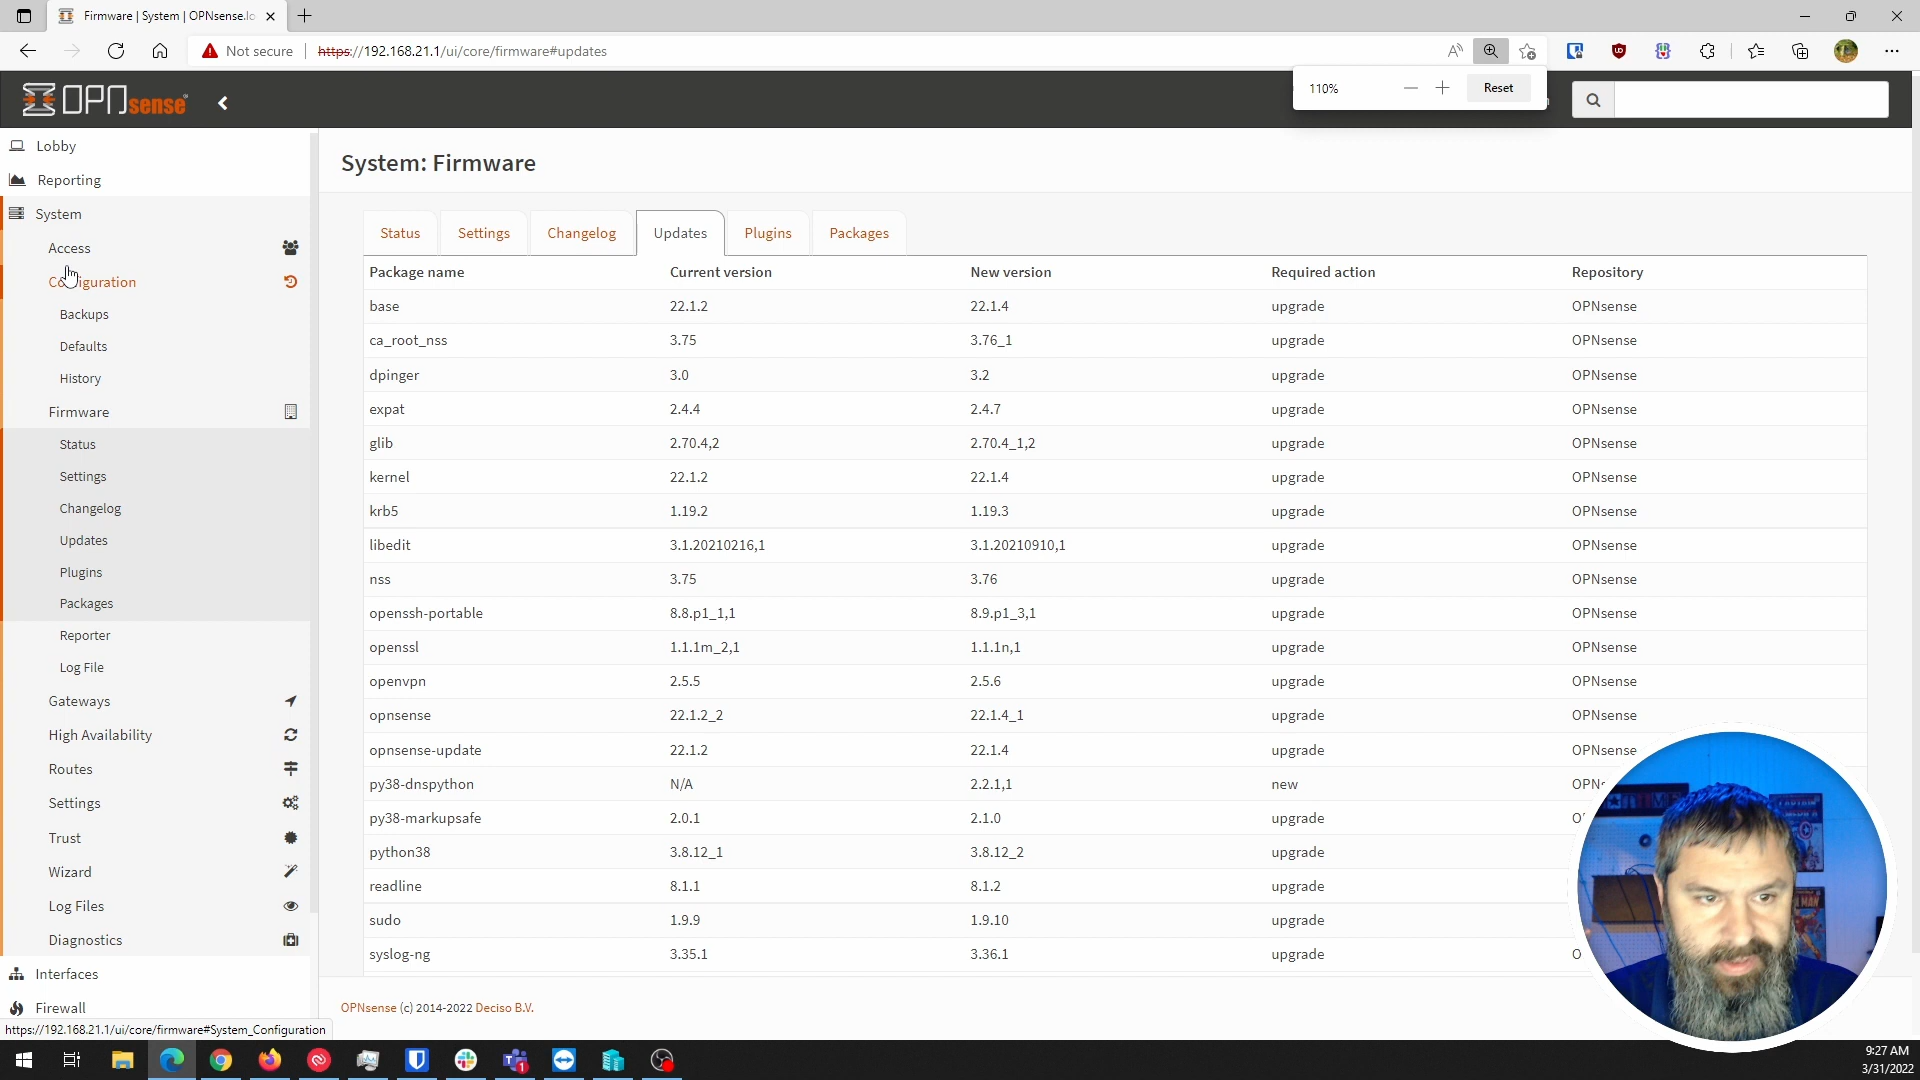 Firmware | System | OPNsense.lo
Not secure https://192.168.21.1/ui/core/firmware#updates
110% Reset
OPNsense
Lobby
Reporting
System
Access
Configuration
Backups
Defaults
History
Firmware
Status
Settings
Changelog
Updates
Plugins
Packages
Reporter
Log File
Gateways
High Availability
Routes
Settings
Trust
Wizard
Log Files
Diagnostics
Interfaces
Firewall
https://192.168.21.1/ui/core/firmware#System_Configuration
System: Firmware
Status Settings Changelog Updates Plugins Packages
Package name Current version New version Required action Repository
base 22.1.2 22.1.4 upgrade OPNsense
ca_root_nss 3.75 3.76_1 upgrade OPNsense
dpinger 3.0 3.2 upgrade OPNsense
expat 2.4.4 2.4.7 upgrade OPNsense
glib 2.70.4,2 2.70.4_1,2 upgrade OPNsense
kernel 22.1.2 22.1.4 upgrade OPNsense
krb5 1.19.2 1.19.3 upgrade OPNsense
libedit 3.1.20210216,1 3.1.20210910,1 upgrade OPNsense
nss 3.75 3.76 upgrade OPNsense
openssh-portable 8.8.p1_1,1 8.9.p1_3,1 upgrade OPNsense
openssl 1.1.1m_2,1 1.1.1n,1 upgrade OPNsense
openvpn 2.5.5 2.5.6 upgrade OPNsense
opnsense 22.1.2_2 22.1.4_1 upgrade OPNsense
opnsense-update 22.1.2 22.1.4 upgrade OPNsense
py38-dnspython N/A 2.2.1,1 new
py38-markupsafe 2.0.1 2.1.0 upgrade
python38 3.8.12_1 3.8.12_2 upgrade
readline 8.1.1 8.1.2 upgrade
sudo 1.9.9 1.9.10 upgrade
syslog-ng 3.35.1 3.36.1 upgrade
OPNsense (c) 2014-2022 Deciso B.V.
9:27 AM
3/31/2022